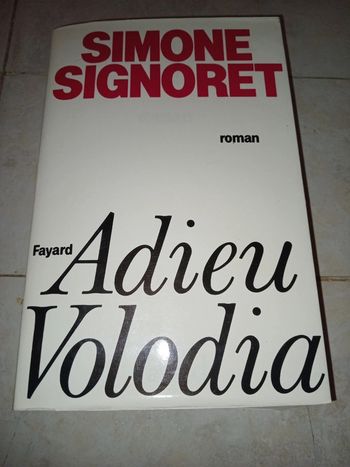 SIMONE
SIGNORET
roman
Fayard
Adieu
Volodia